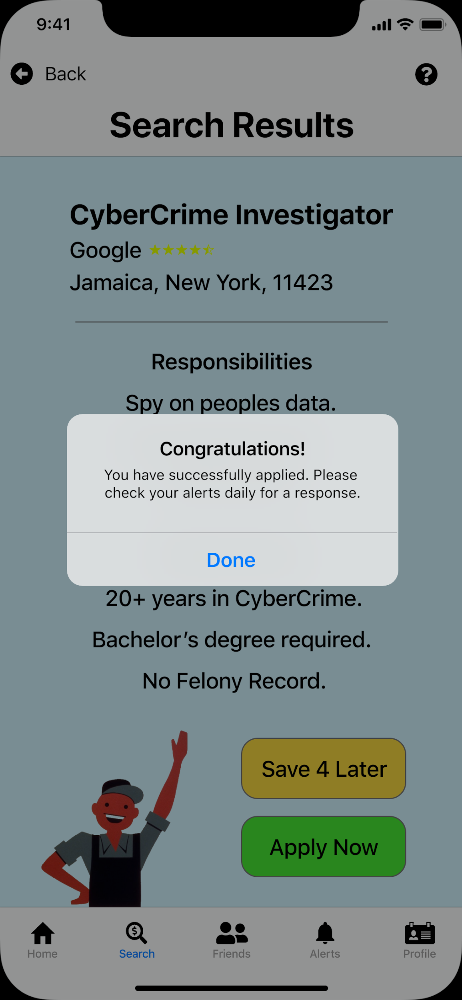 9:41
Back
Search Results
CyberCrime Investigator
Google
Jamaica, New York, 11423
Responsibilities
Spy on peoples data.
Congratulations!
You have successfully applied. Please
check your alerts daily for a response.
Done
20+ years in CyberCrime.
Bachelor's degree required.
No Felony Record.
Save 4 Later
Apply Now
Home
Search
Friends
Alerts
Profile